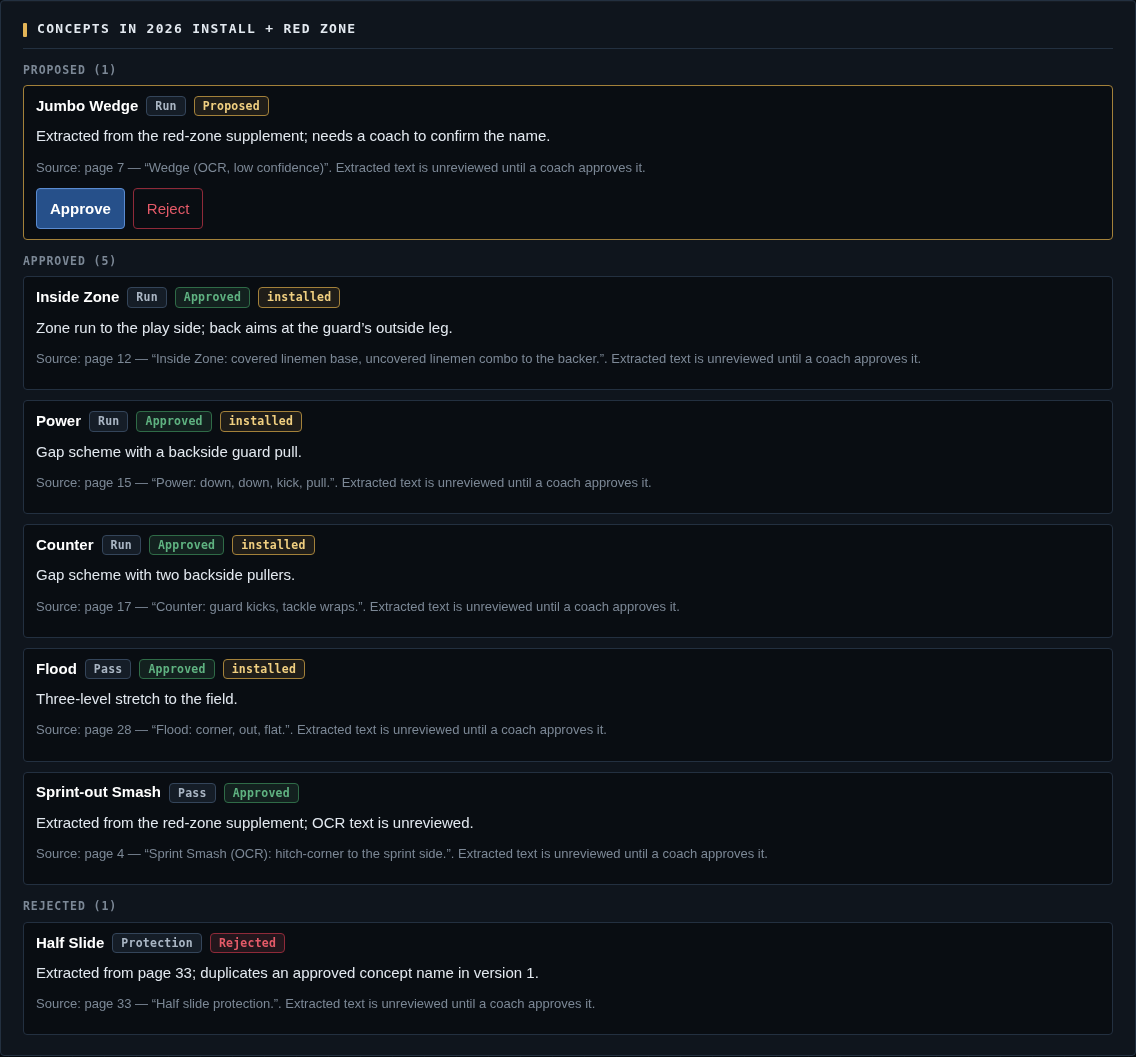 CONCEPTS IN 2026 INSTALL + RED ZONE
PROPOSED (1)
Jumbo Wedge Run Proposed
Extracted from the red-zone supplement; needs a coach to confirm the name.
Source: page 7 — “Wedge (OCR, low confidence)”. Extracted text is unreviewed until a coach approves it.
Approve Reject
APPROVED (5)
Inside Zone Run Approved installed
Zone run to the play side; back aims at the guard’s outside leg.
Source: page 12 — “Inside Zone: covered linemen base, uncovered linemen combo to the backer.”. Extracted text is unreviewed until a coach approves it.
Power Run Approved installed
Gap scheme with a backside guard pull.
Source: page 15 — “Power: down, down, kick, pull.”. Extracted text is unreviewed until a coach approves it.
Counter Run Approved installed
Gap scheme with two backside pullers.
Source: page 17 — “Counter: guard kicks, tackle wraps.”. Extracted text is unreviewed until a coach approves it.
Flood Pass Approved installed
Three-level stretch to the field.
Source: page 28 — “Flood: corner, out, flat.”. Extracted text is unreviewed until a coach approves it.
Sprint-out Smash Pass Approved
Extracted from the red-zone supplement; OCR text is unreviewed.
Source: page 4 — “Sprint Smash (OCR): hitch-corner to the sprint side.”. Extracted text is unreviewed until a coach approves it.
REJECTED (1)
Half Slide Protection Rejected
Extracted from page 33; duplicates an approved concept name in version 1.
Source: page 33 — “Half slide protection.”. Extracted text is unreviewed until a coach approves it.